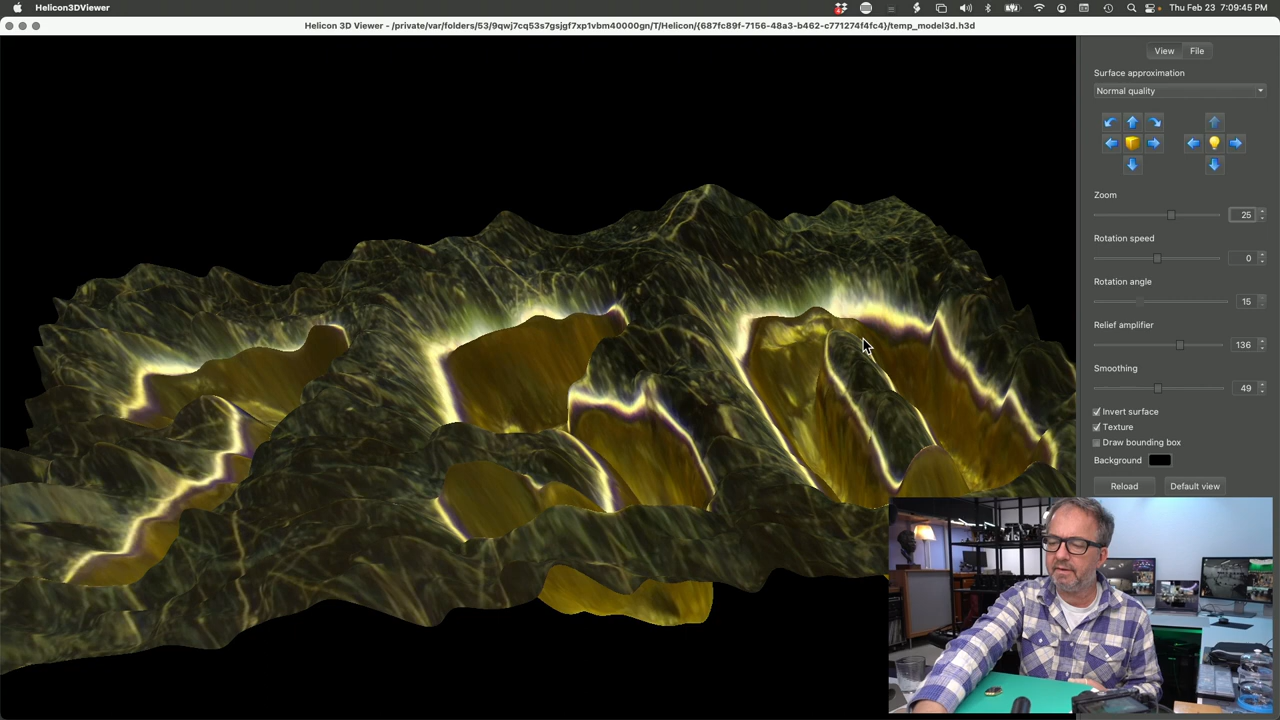 Helicon3DViewer
Thu Feb 23 7:09:45 PM
Helicon 3D Viewer - /private/var/folders/53/9qwj7cq53s7gsjgf7xp1vbm40000gn/T/Helicon/{687fc89f-7156-48a3-b462-c771274f4fc4}/temp_model3d.h3d
View File
Surface approximation
Normal quality
Zoom
25
Rotation speed
0
Rotation angle
15
Relief amplifier
136
Smoothing
49
Invert surface
Texture
Draw bounding box
Background
Reload Default view